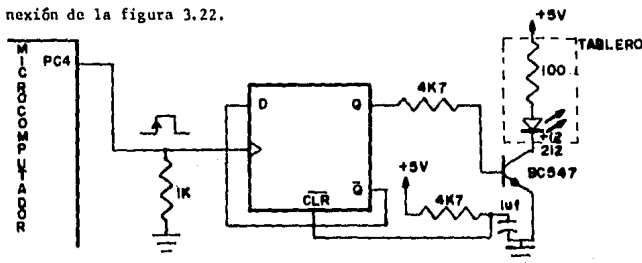 nexión de la figura 3.22.
+5V
TABLERO
MICROCOMPUTADOR
PC4
100
D
Q
4K7
+12
212
BC547
+5V
1K
Q
CLR
4K7
1uf